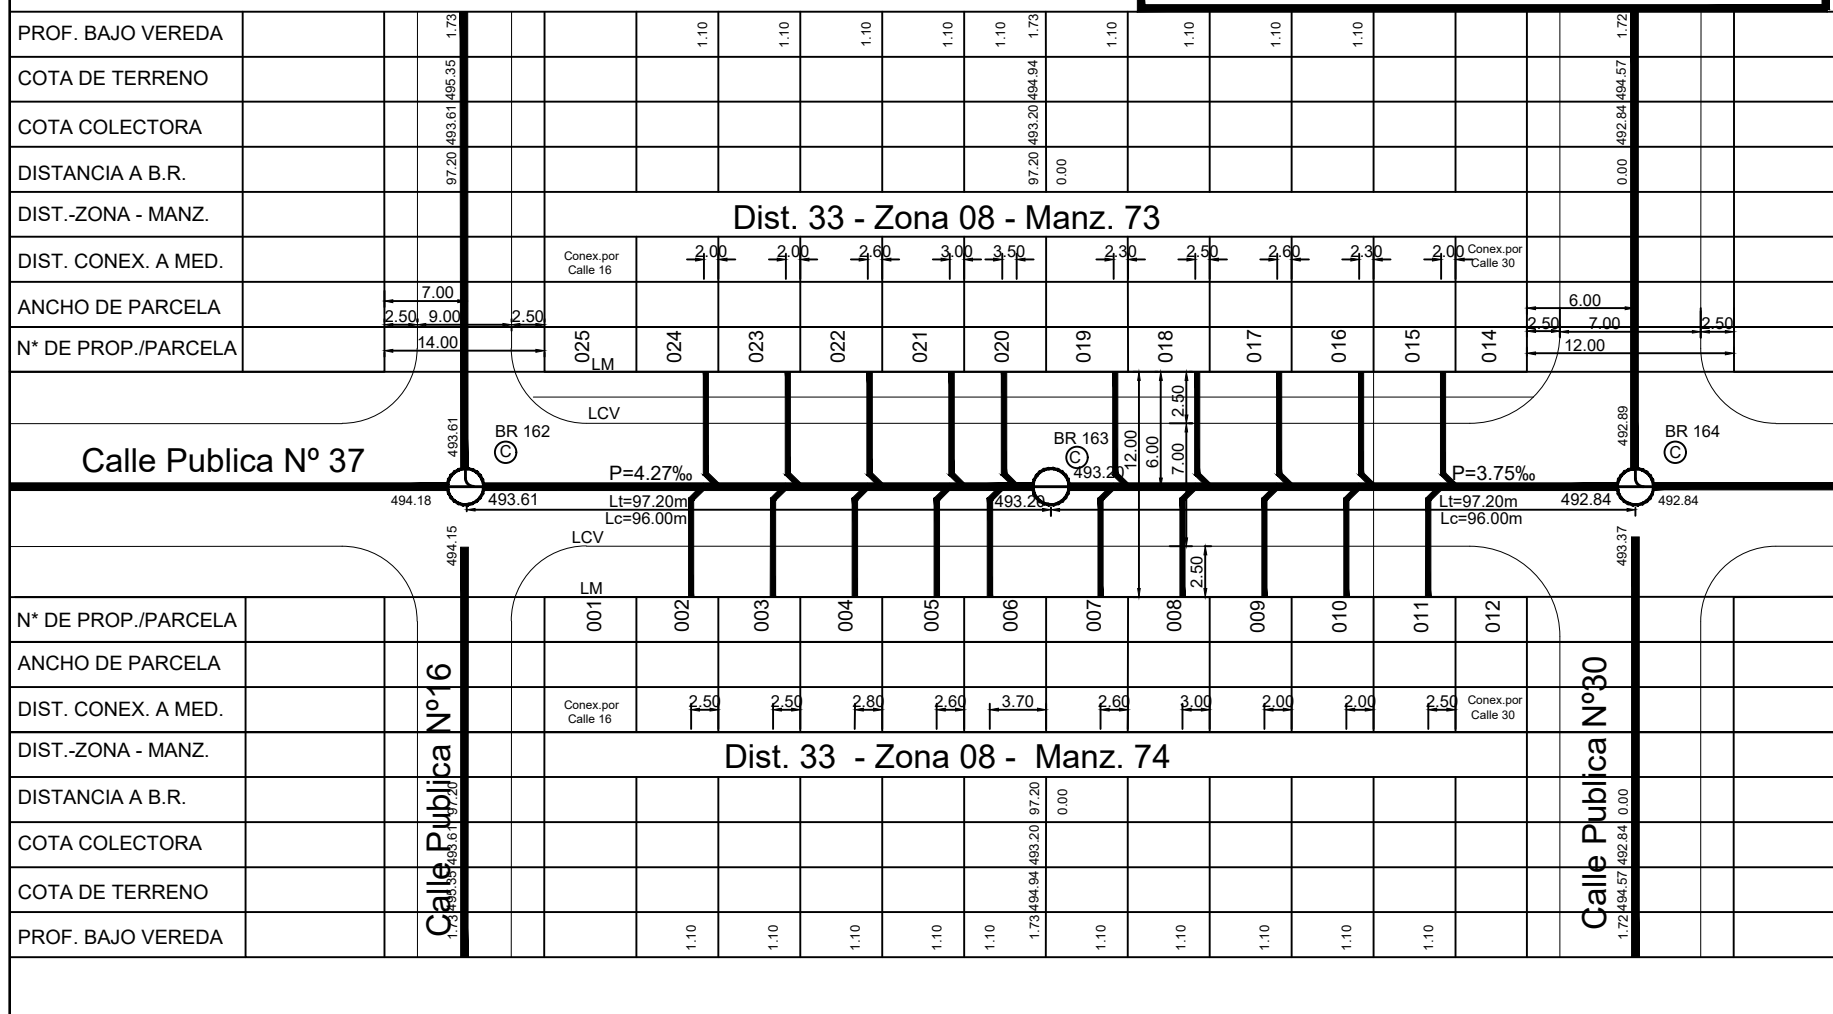 PROF. BAJO VEREDA 1.73 1.10 1.10 1.10 1.10 1.10 1.73 1.10 1.10 1.10 1.10 1.72
COTA DE TERRENO 495.35 494.94 494.57
COTA COLECTORA 493.61 493.20 492.84
DISTANCIA A B.R. 97.20 97.20 0.00 0.00
DIST.-ZONA - MANZ. Dist. 33 - Zona 08 - Manz. 73
DIST. CONEX. A MED. Conex.por Calle 16 2.00 2.00 2.60 3.00 3.50 2.30 2.50 2.60 2.30 2.00 Conex.por Calle 30
ANCHO DE PARCELA 7.00 6.00
2.50 9.00 2.50 2.50 7.00 2.50
N* DE PROP./PARCELA 14.00 025 024 023 022 021 020 019 018 017 016 015 014 12.00
LM
LCV
2.50
12.00 6.00 7.00
493.61 BR 162 C BR 163 C 492.89 BR 164 C
Calle Publica Nº 37 P=4.27‰ 493.20 P=3.75‰
494.18 493.61 Lt=97.20m 493.20 Lt=97.20m 492.84 492.84
Lc=96.00m Lc=96.00m
494.15 LCV 493.37
2.50
LM
N* DE PROP./PARCELA 001 002 003 004 005 006 007 008 009 010 011 012
ANCHO DE PARCELA
DIST. CONEX. A MED. Conex.por Calle 16 2.50 2.50 2.80 2.60 3.70 2.60 3.00 2.00 2.00 2.50 Conex.por Calle 30
Calle Publica Nº16
Calle Publica Nº30
DIST.-ZONA - MANZ. Dist. 33 - Zona 08 - Manz. 74
DISTANCIA A B.R. 97.20 97.20 0.00 0.00
COTA COLECTORA 493.61 493.20 492.84
COTA DE TERRENO 495.35 494.94 494.57
PROF. BAJO VEREDA 1.73 1.10 1.10 1.10 1.10 1.10 1.73 1.10 1.10 1.10 1.10 1.10 1.72